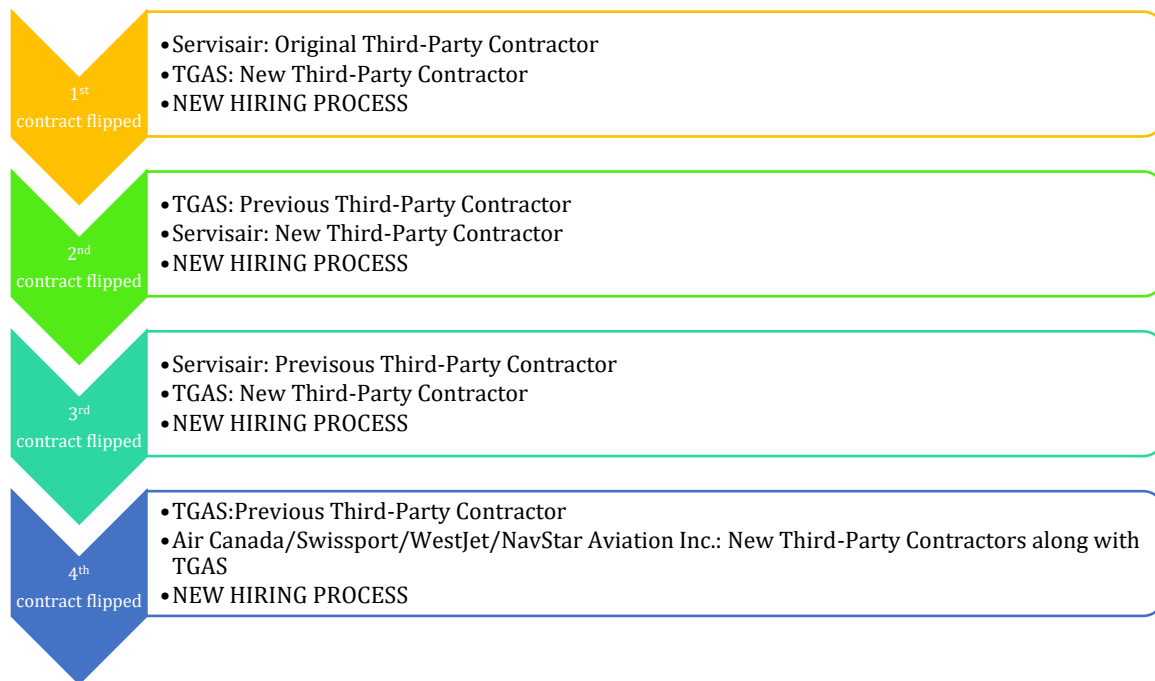 1st
contract flipped
•Servisair: Original Third-Party Contractor
•TGAS: New Third-Party Contractor
•NEW HIRING PROCESS
2nd
contract flipped
•TGAS: Previous Third-Party Contractor
•Servisair: New Third-Party Contractor
•NEW HIRING PROCESS
3rd
contract flipped
•Servisair: Previsous Third-Party Contractor
•TGAS: New Third-Party Contractor
•NEW HIRING PROCESS
4th
contract flipped
•TGAS:Previous Third-Party Contractor
•Air Canada/Swissport/WestJet/NavStar Aviation Inc.: New Third-Party Contractors along with
TGAS
•NEW HIRING PROCESS